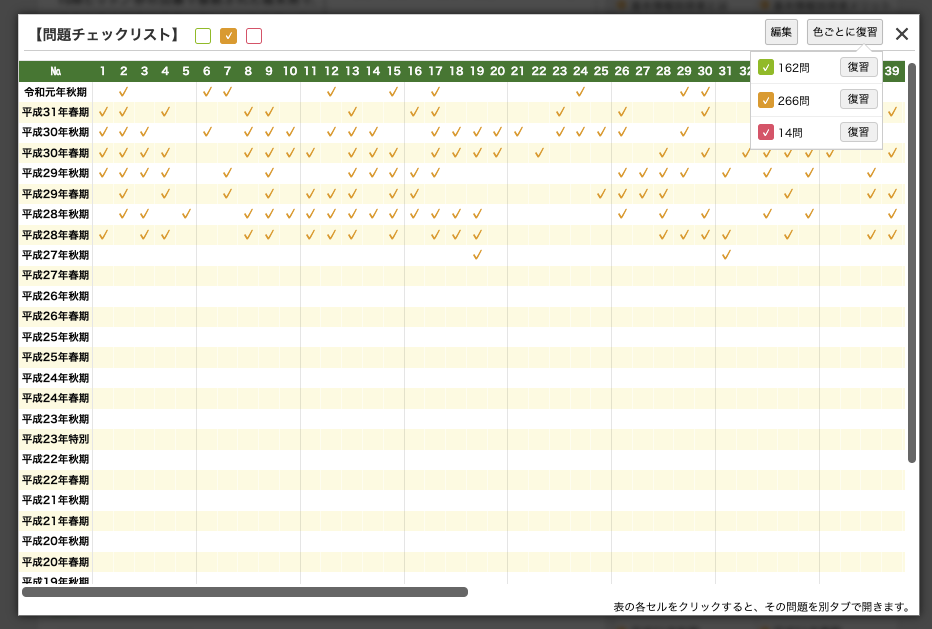 【問題チェックリスト】 編集 色ごとに復習
№ 1 2 3 4 5 6 7 8 9 10 11 12 13 14 15 16 17 18 19 20 21 22 23 24 25 26 27 28 29 30 31 39
162問 復習
266問 復習
14問 復習
令和元年秋期
平成31年春期
平成30年秋期
平成30年春期
平成29年秋期
平成29年春期
平成28年秋期
平成28年春期
平成27年秋期
平成27年春期
平成26年秋期
平成26年春期
平成25年秋期
平成25年春期
平成24年秋期
平成24年春期
平成23年秋期
平成23年特別
平成22年秋期
平成22年春期
平成21年秋期
平成21年春期
平成20年秋期
平成20年春期
平成19年秋期
表の各セルをクリックすると、その問題を別タブで開きます。